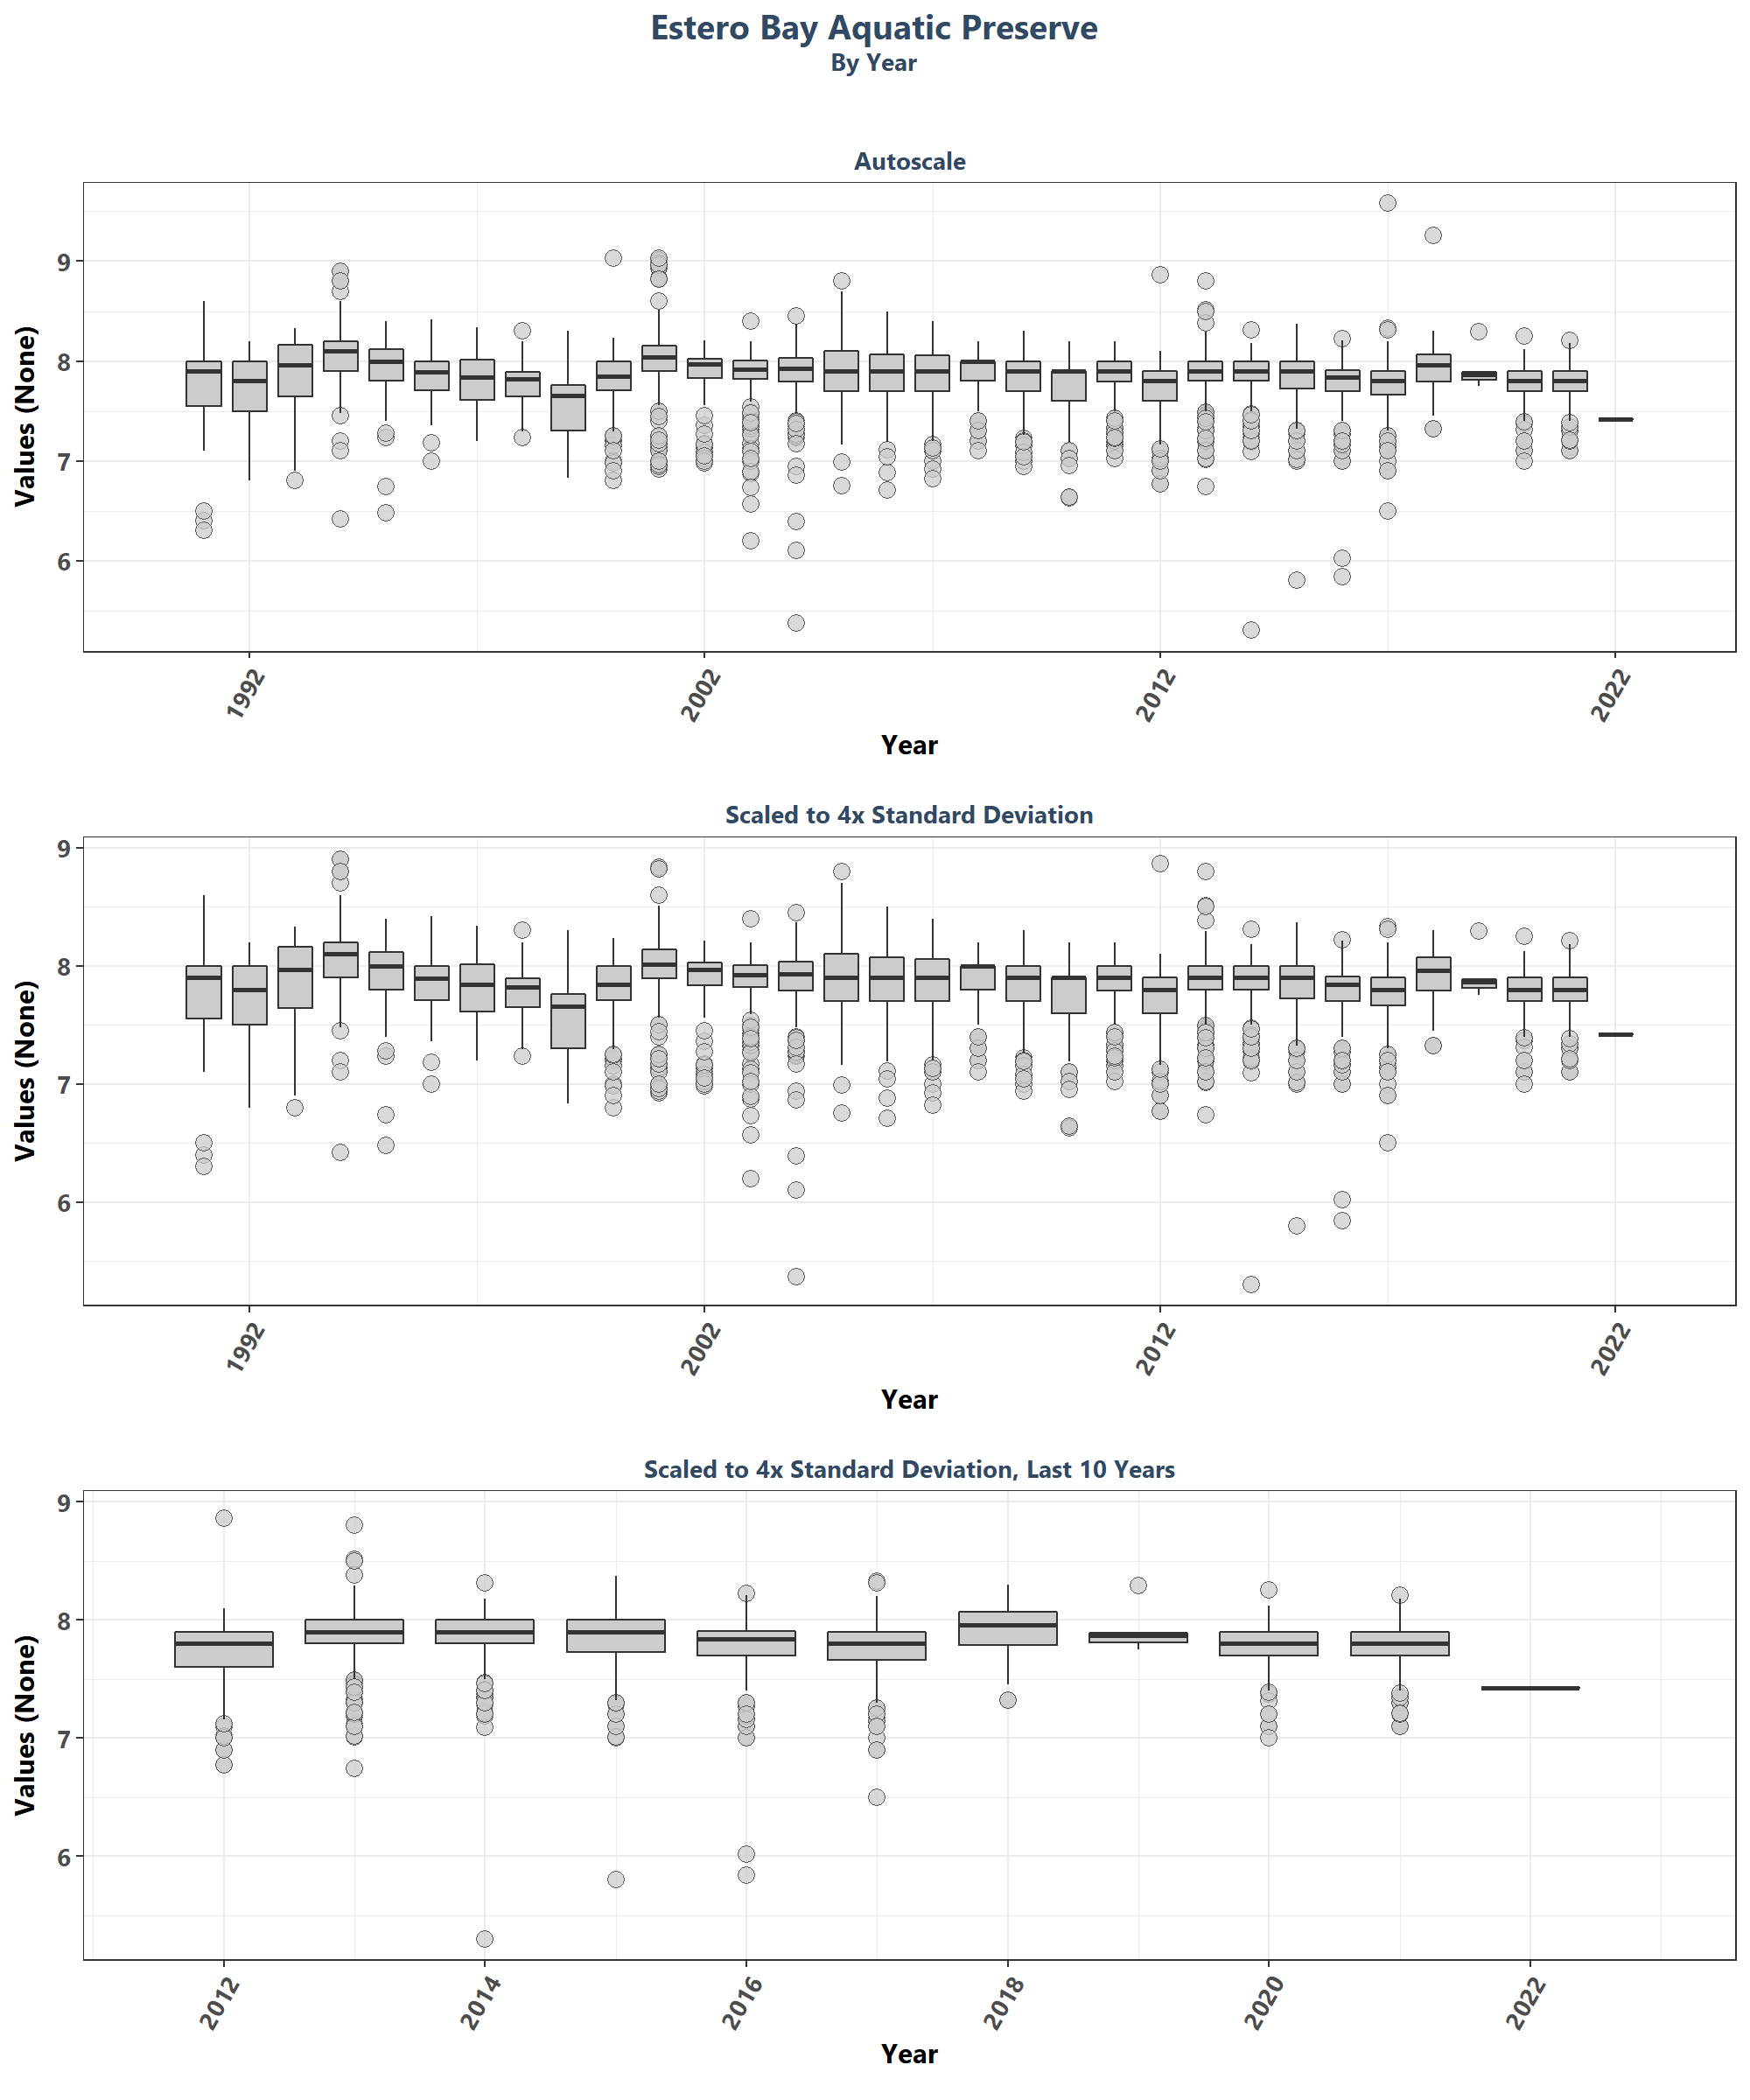 Estero Bay Aquatic Preserve
By Year
Autoscale
Values (None)
9
8
7
6
1992
2002
2012
2022
Year
Scaled to 4x Standard Deviation
Values (None)
9
8
7
6
1992
2002
2012
2022
Year
Scaled to 4x Standard Deviation, Last 10 Years
Values (None)
9
8
7
6
2012
2014
2016
2018
2020
2022
Year